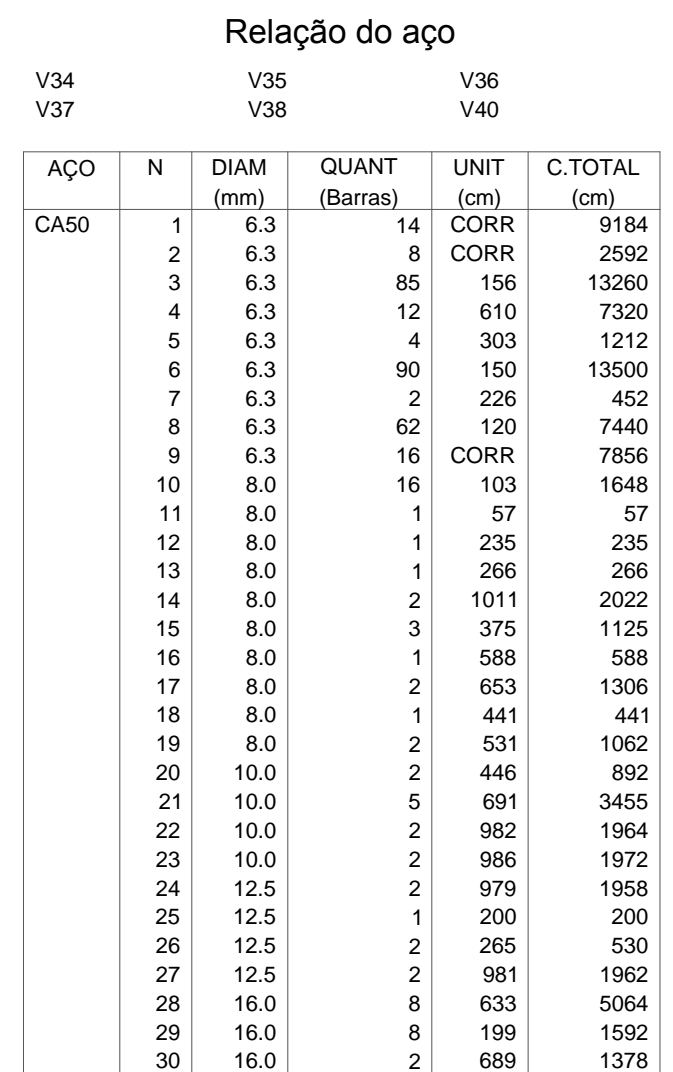 Relação do aço
V34 V35 V36
V37 V38 V40
AÇO N DIAM QUANT UNIT C.TOTAL
(mm) (Barras) (cm) (cm)
CA50 1 6.3 14 CORR 9184
2 6.3 8 CORR 2592
3 6.3 85 156 13260
4 6.3 12 610 7320
5 6.3 4 303 1212
6 6.3 90 150 13500
7 6.3 2 226 452
8 6.3 62 120 7440
9 6.3 16 CORR 7856
10 8.0 16 103 1648
11 8.0 1 57 57
12 8.0 1 235 235
13 8.0 1 266 266
14 8.0 2 1011 2022
15 8.0 3 375 1125
16 8.0 1 588 588
17 8.0 2 653 1306
18 8.0 1 441 441
19 8.0 2 531 1062
20 10.0 2 446 892
21 10.0 5 691 3455
22 10.0 2 982 1964
23 10.0 2 986 1972
24 12.5 2 979 1958
25 12.5 1 200 200
26 12.5 2 265 530
27 12.5 2 981 1962
28 16.0 8 633 5064
29 16.0 8 199 1592
30 16.0 2 689 1378